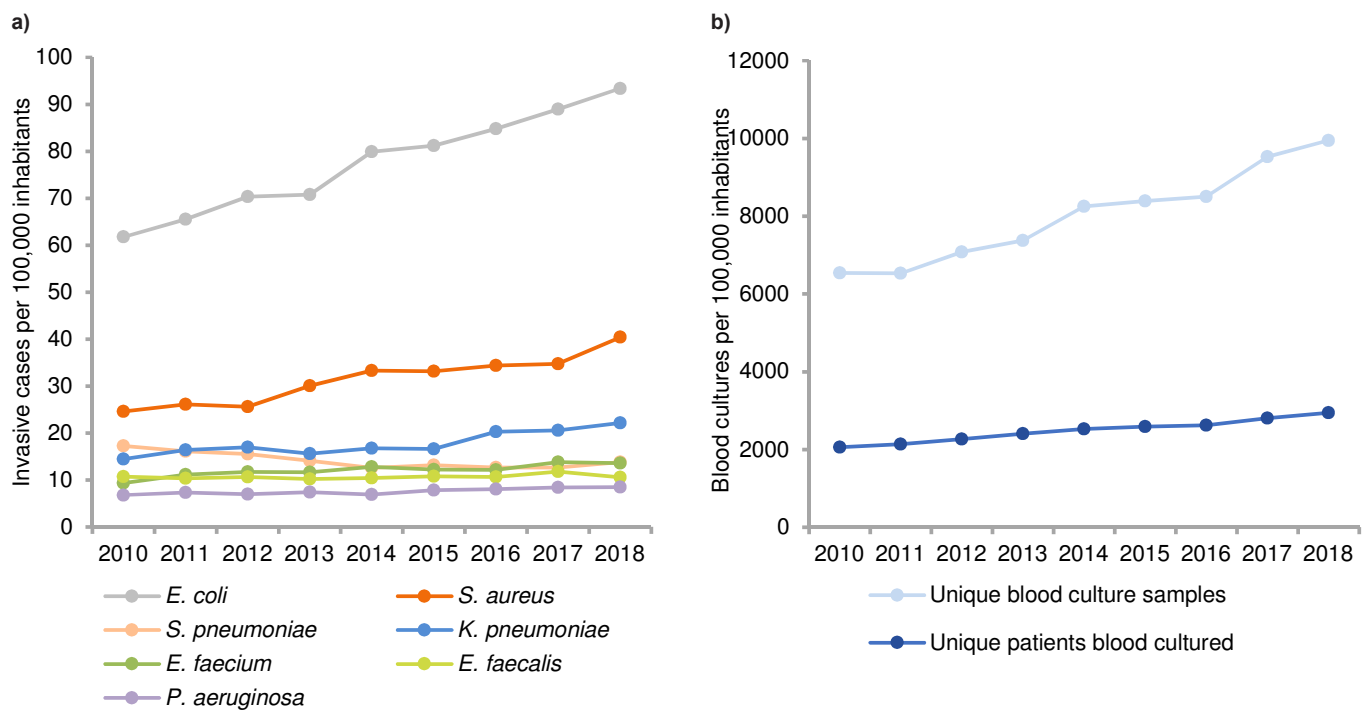 a)
Invasive cases per 100,000 inhabitants
100
90
80
70
60
50
40
30
20
10
0
2010 2011 2012 2013 2014 2015 2016 2017 2018
E. coli S. aureus
S. pneumoniae K. pneumoniae
E. faecium E. faecalis
P. aeruginosa
b)
Blood cultures per 100,000 inhabitants
12000
10000
8000
6000
4000
2000
0
2010 2011 2012 2013 2014 2015 2016 2017 2018
Unique blood culture samples
Unique patients blood cultured